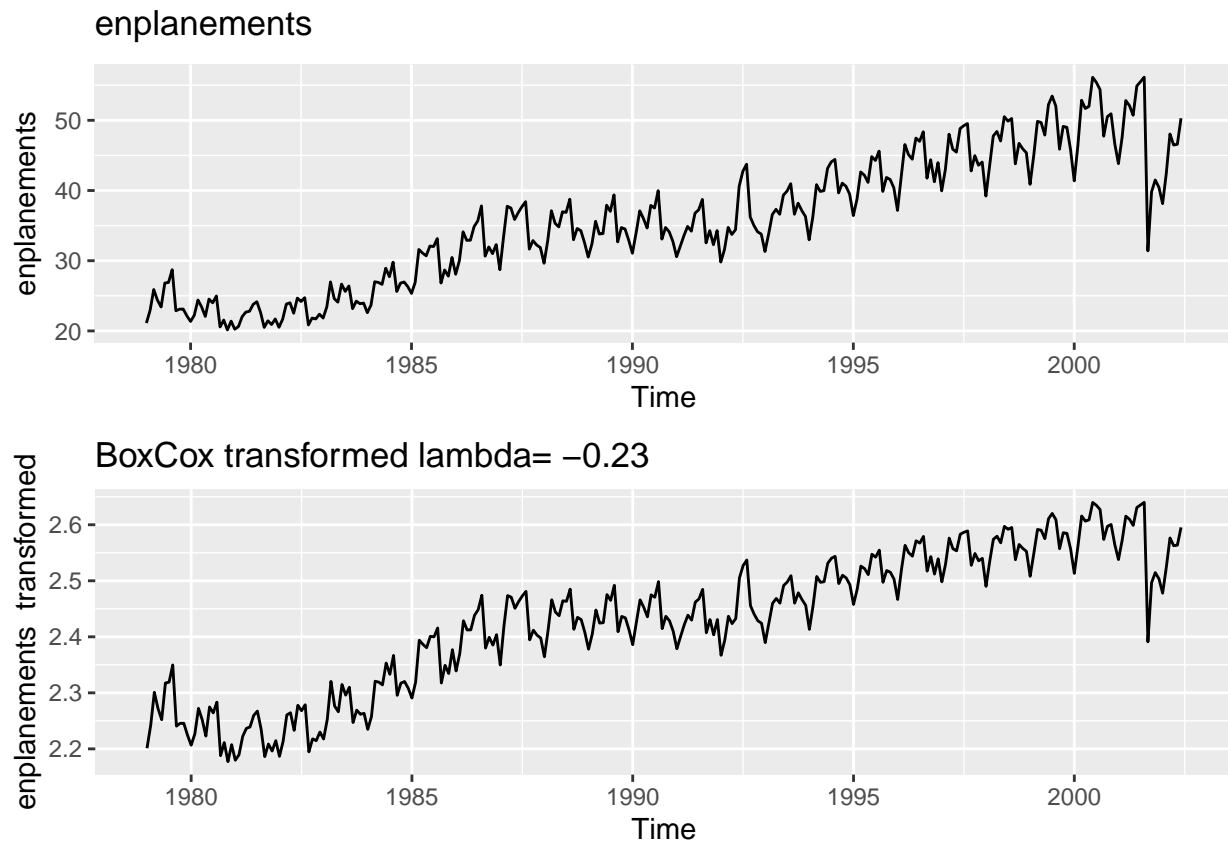 enplanements
enplanements
50
40
30
20
1980 1985 1990 1995 2000
Time
BoxCox transformed lambda= −0.23
enplanements transformed
2.6
2.5
2.4
2.3
2.2
1980 1985 1990 1995 2000
Time